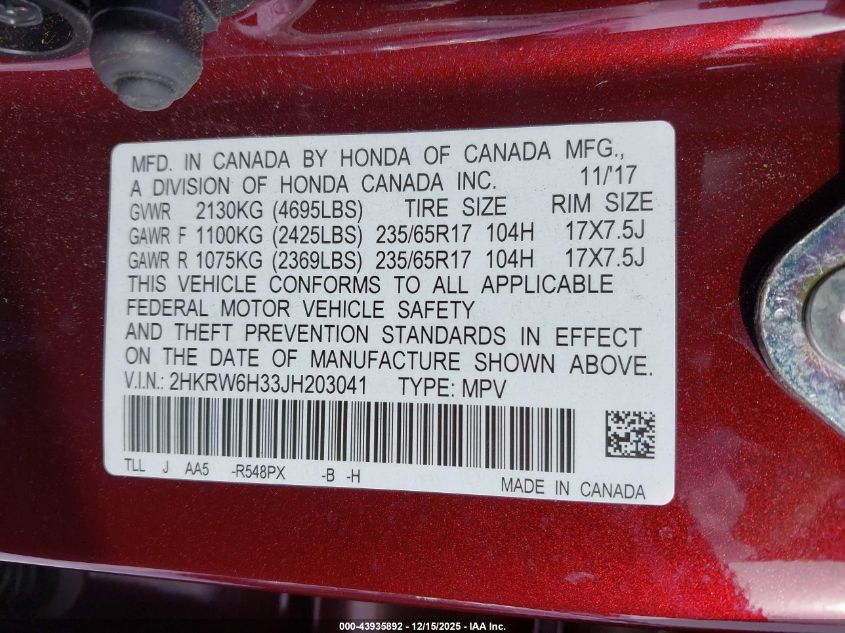 MFD. IN CANADA BY HONDA OF CANADA MFG.,
A DIVISION OF HONDA CANADA INC. 11/'17
GVWR 2130KG (4695LBS) TIRE SIZE RIM SIZE
GAWR F 1100KG (2425LBS) 235/65R17 104H 17X7.5J
GAWR R 1075KG (2369LBS) 235/65R17 104H 17X7.5J
THIS VEHICLE CONFORMS TO ALL APPLICABLE
FEDERAL MOTOR VEHICLE SAFETY
AND THEFT PREVENTION STANDARDS IN EFFECT
ON THE DATE OF MANUFACTURE SHOWN ABOVE.
V.I.N.: 2HKRW6H33JH203041 TYPE: MPV
TLL J AA5 -R548PX -B -H
MADE IN CANADA
000-43935892 - 12/15/2025 - IAA Inc.